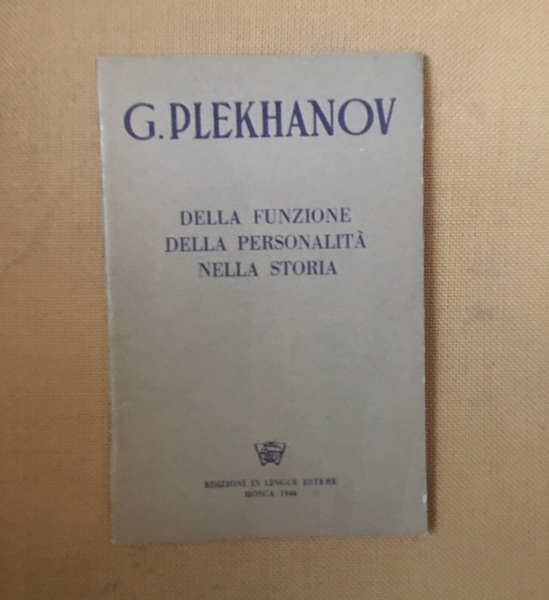 G. PLEKHANOV
DELLA FUNZIONE
DELLA PERSONALITÀ
NELLA STORIA
EDIZIONI IN LINGUE ESTERE
MOSCA 1946